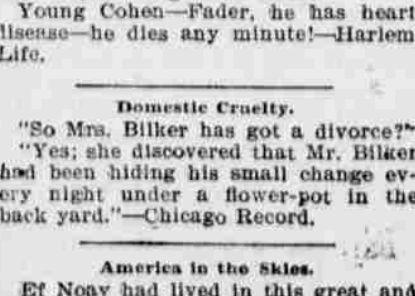 Young Cohen—Fader, he has heart
disease—he dies any minute!—Harlem
Life.
Domestic Cruelty.
"So Mrs. Bilker has got a divorce?"
"Yes; she discovered that Mr. Bilker
had been hiding his small change ev-
ery night under a flower-pot in the
back yard."—Chicago Record.
America in the Skies.
Ef Noay had lived in this great and